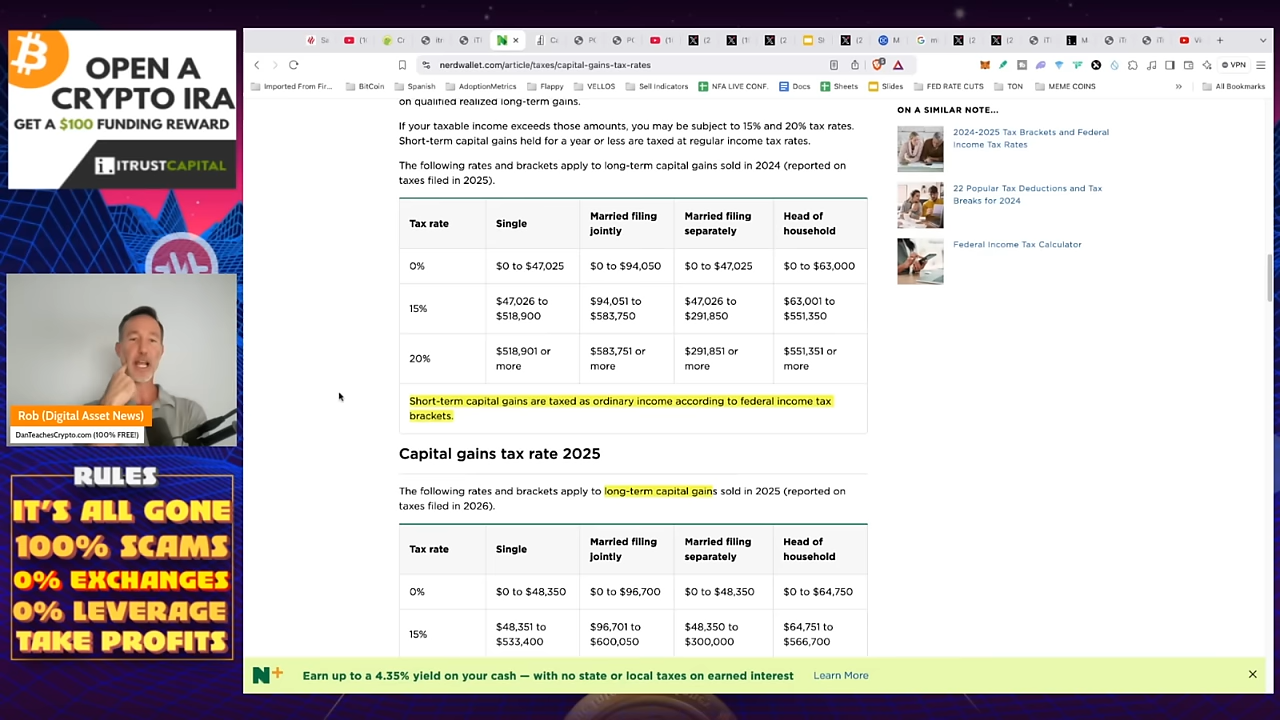 OPEN A
CRYPTO IRA
GET A $100 FUNDING REWARD
i. iTRUSTCAPITAL
Rob (Digital Asset News)
DanTeachesCrypto.com (100% FREE!)
RULES
IT'S ALL GONE
100% SCAMS
0% EXCHANGES
0% LEVERAGE
TAKE PROFITS
nerdwallet.com/article/taxes/capital-gains-tax-rates
VPN
Imported From Fir...
BitCoin
Spanish
AdoptionMetrics
Flappy
VELLOS
Sell Indicators
NFA LIVE CONF.
Docs
Sheets
Slides
FED RATE CUTS
TON
MEME COINS
All Bookmarks
on qualified realized long-term gains.
If your taxable income exceeds those amounts, you may be subject to 15% and 20% tax rates.
Short-term capital gains held for a year or less are taxed at regular income tax rates.
The following rates and brackets apply to long-term capital gains sold in 2024 (reported on
taxes filed in 2025).
Tax rate Single Married filing jointly Married filing separately Head of household
0% $0 to $47,025 $0 to $94,050 $0 to $47,025 $0 to $63,000
15% $47,026 to $518,900 $94,051 to $583,750 $47,026 to $291,850 $63,001 to $551,350
20% $518,901 or more $583,751 or more $291,851 or more $551,351 or more
Short-term capital gains are taxed as ordinary income according to federal income tax
brackets.
Capital gains tax rate 2025
The following rates and brackets apply to long-term capital gains sold in 2025 (reported on
taxes filed in 2026).
Tax rate Single Married filing jointly Married filing separately Head of household
0% $0 to $48,350 $0 to $96,700 $0 to $48,350 $0 to $64,750
15% $48,351 to $533,400 $96,701 to $600,050 $48,350 to $300,000 $64,751 to $566,700
ON A SIMILAR NOTE...
2024-2025 Tax Brackets and Federal
Income Tax Rates
22 Popular Tax Deductions and Tax
Breaks for 2024
Federal Income Tax Calculator
N+ Earn up to a 4.35% yield on your cash — with no state or local taxes on earned interest Learn More